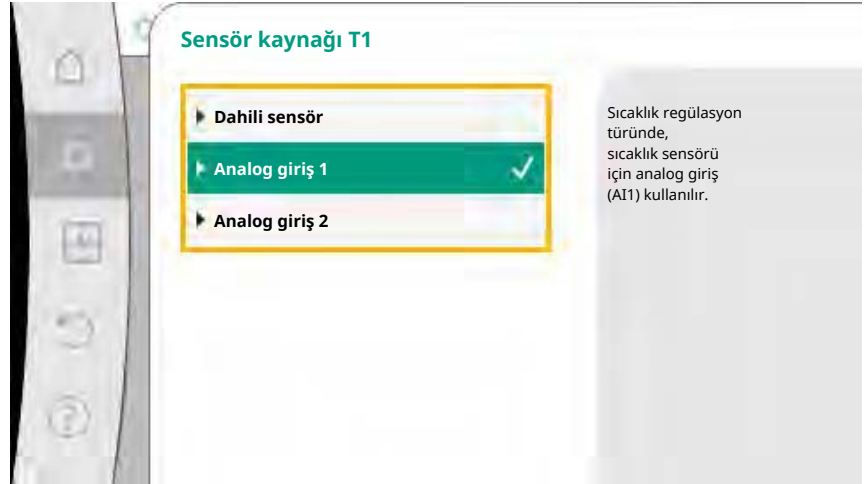 Sensör kaynağı T1
Dahili sensör
Analog giriş 1
Analog giriş 2
Sıcaklık regülasyon
türünde,
sıcaklık sensörü
için analog giriş
(AI1) kullanılır.